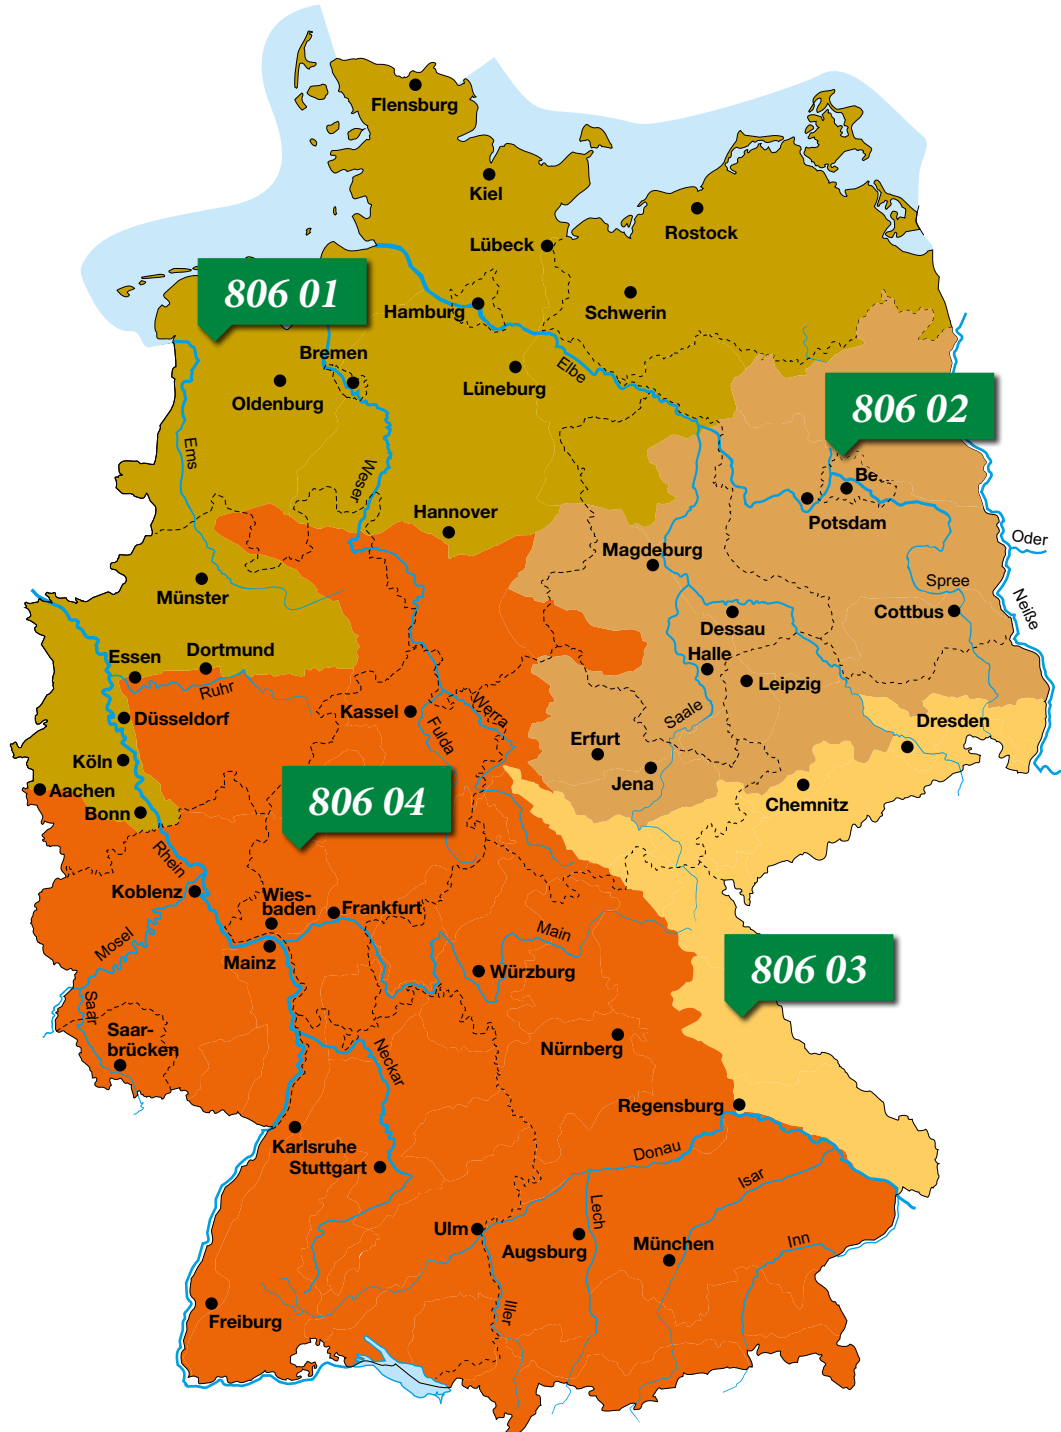 Flensburg
Kiel
Rostock
Lübeck
806 01
Hamburg
Schwerin
Bremen
Elbe
Lüneburg
Oldenburg
806 02
Ems
Weser
Be
Hannover
Potsdam
Oder
Magdeburg
Münster
Spree
Neiße
Cottbus
Dessau
Dortmund
Essen
Halle
Leipzig
Ruhr
Düsseldorf
Kassel
Werra
Fulda
Saale
Dresden
Erfurt
Köln
Jena
Aachen
806 04
Chemnitz
Bonn
Rhein
Koblenz
Wies-
baden
Frankfurt
Main
Mosel
Mainz
Würzburg
806 03
Saar
Saar-
brücken
Nürnberg
Neckar
Regensburg
Karlsruhe
Stuttgart
Donau
Isar
Lech
Ulm
Augsburg
München
Inn
Iller
Freiburg